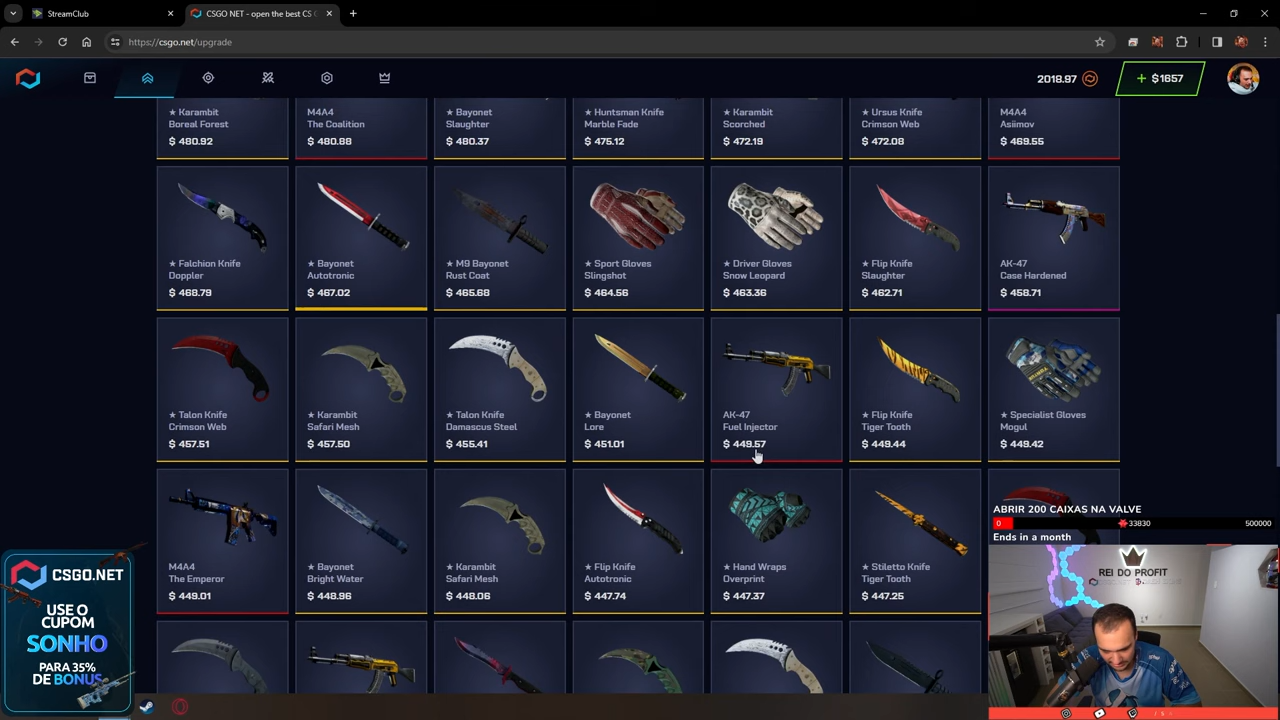 StreamClub
CSGO NET - open the best CS
https://csgo.net/upgrade
2018.97
+ $1657
★ Karambit
Boreal Forest
$ 480.92
M4A4
The Coalition
$ 480.88
★ Bayonet
Slaughter
$ 480.37
★ Huntsman Knife
Marble Fade
$ 475.12
★ Karambit
Scorched
$ 472.19
★ Ursus Knife
Crimson Web
$ 472.08
M4A4
Asiimov
$ 469.55
★ Falchion Knife
Doppler
$ 468.79
★ Bayonet
Autotronic
$ 467.02
★ M9 Bayonet
Rust Coat
$ 465.68
★ Sport Gloves
Slingshot
$ 464.56
★ Driver Gloves
Snow Leopard
$ 463.36
★ Flip Knife
Slaughter
$ 462.71
AK-47
Case Hardened
$ 458.71
★ Talon Knife
Crimson Web
$ 457.51
★ Karambit
Safari Mesh
$ 457.50
★ Talon Knife
Damascus Steel
$ 455.41
★ Bayonet
Lore
$ 451.01
AK-47
Fuel Injector
$ 449.57
★ Flip Knife
Tiger Tooth
$ 449.44
★ Specialist Gloves
Mogul
$ 449.42
M4A4
The Emperor
$ 449.01
★ Bayonet
Bright Water
$ 448.96
★ Karambit
Safari Mesh
$ 448.06
★ Flip Knife
Autotronic
$ 447.74
★ Hand Wraps
Overprint
$ 447.37
★ Stiletto Knife
Tiger Tooth
$ 447.25
ABRIR 200 CAIXAS NA VALVE
0
33830
500000
Ends in a month
REI DO PROFIT
CSGO.NET
USE O
CUPOM
SONHO
PARA 35%
DE BONUS